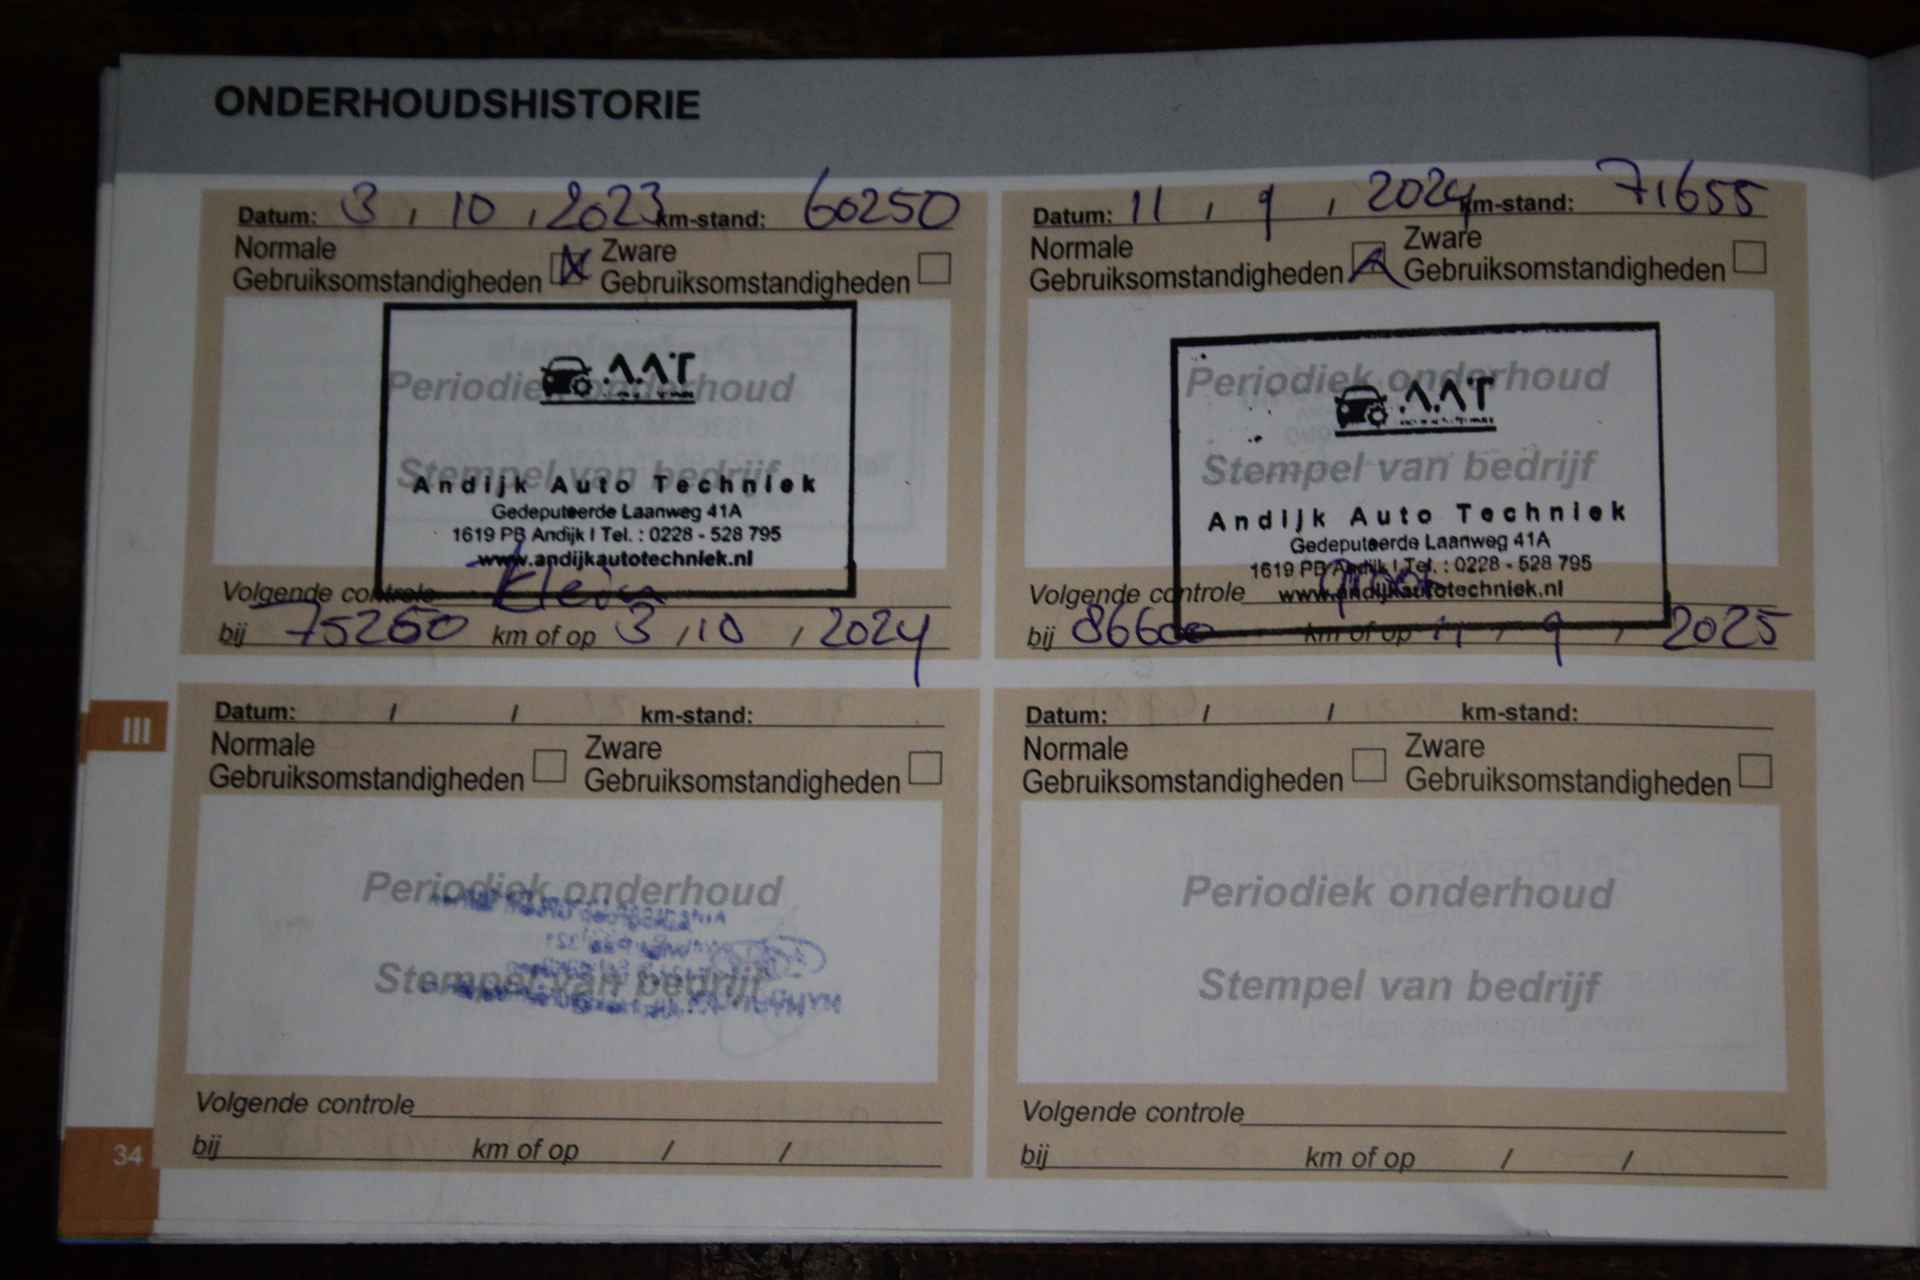 ONDERHOUDSHISTORIE
Datum: 3 / 10 / 2023 km-stand: 60250
Normale
Gebruiksomstandigheden
Zware
Gebruiksomstandigheden
Periodiek onderhoud
AAT
Stempel van bedrijf
Andijk Auto Techniek
Gedeputeerde Laanweg 41A
1619 PB Andijk I Tel. : 0228 - 528 795
www.andijkautotechniek.nl
Volgende controle Klein
bij 75250 km of op 3 / 10 / 2024
Datum: 11 / 9 / 2024 km-stand: 71655
Normale
Gebruiksomstandigheden
Zware
Gebruiksomstandigheden
Periodiek onderhoud
AAT
Stempel van bedrijf
Andijk Auto Techniek
Gedeputeerde Laanweg 41A
1619 PB Andijk I Tel. : 0228 - 528 795
www.andijkautotechniek.nl
Volgende controle groot
bij 86600 km of op 11 / 9 / 2025
III
Datum: / / km-stand:
Normale
Gebruiksomstandigheden
Zware
Gebruiksomstandigheden
Periodiek onderhoud
Stempel van bedrijf
Volgende controle
bij km of op / /
Datum: / / km-stand:
Normale
Gebruiksomstandigheden
Zware
Gebruiksomstandigheden
Periodiek onderhoud
Stempel van bedrijf
Volgende controle
bij km of op / /
34